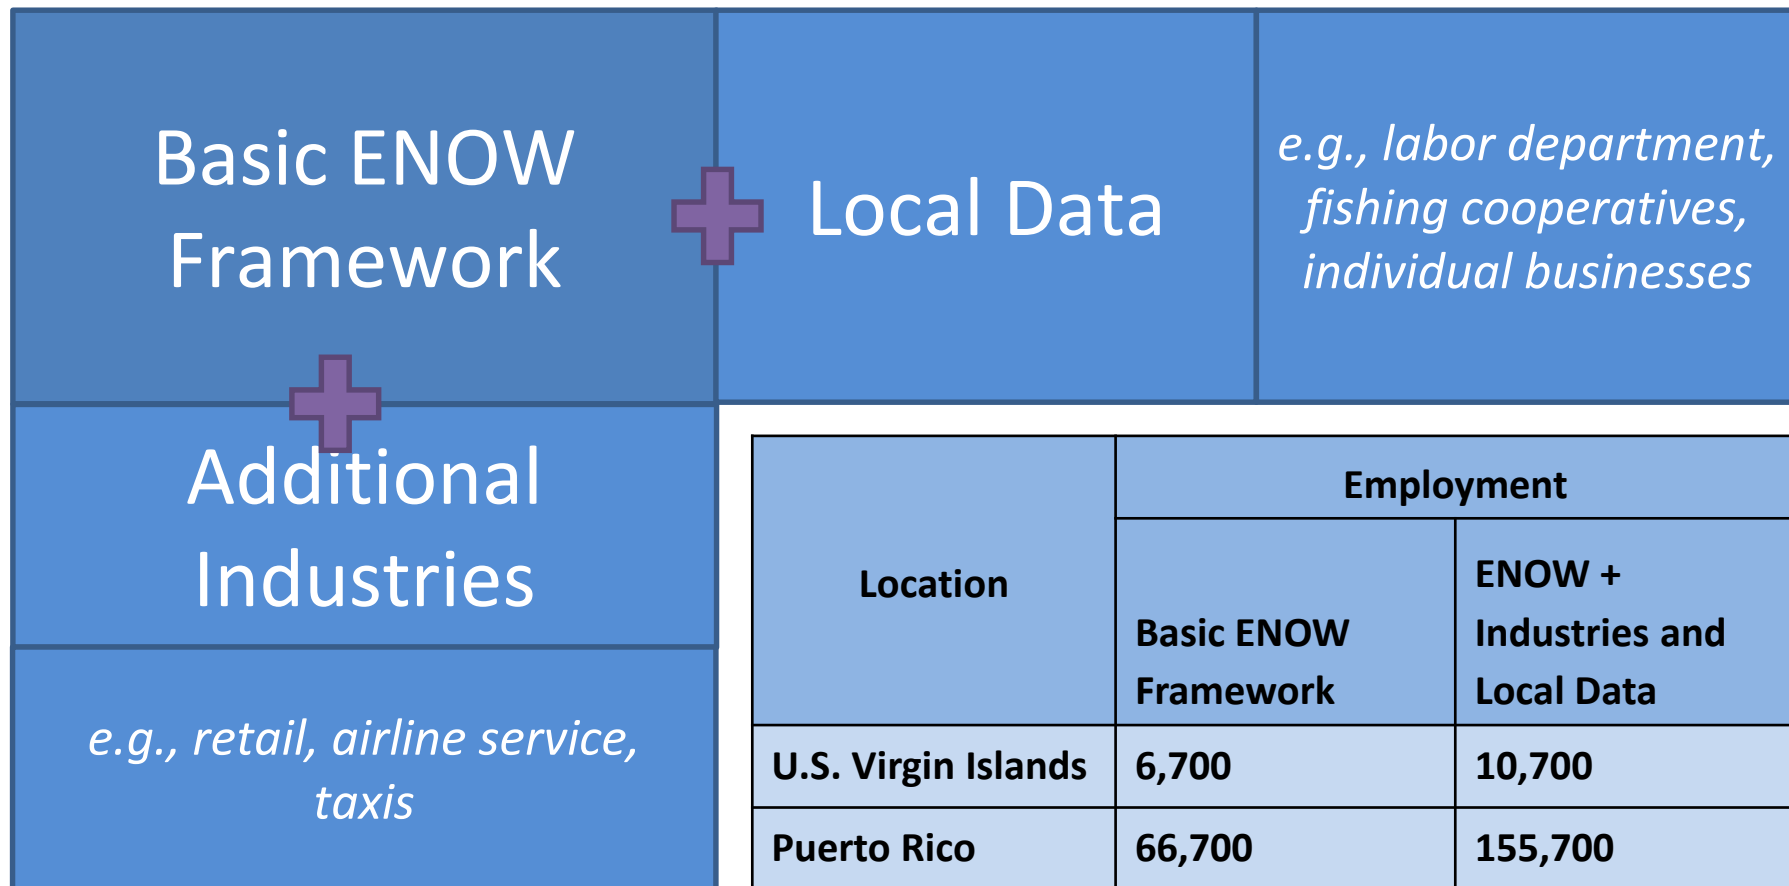 Basic ENOW
Framework
Local Data
e.g., labor department,
fishing cooperatives,
individual businesses
Additional
Industries
e.g., retail, airline service,
taxis
Location
Employment
Basic ENOW
Framework
ENOW +
Industries and
Local Data
U.S. Virgin Islands 6,700 10,700
Puerto Rico 66,700 155,700